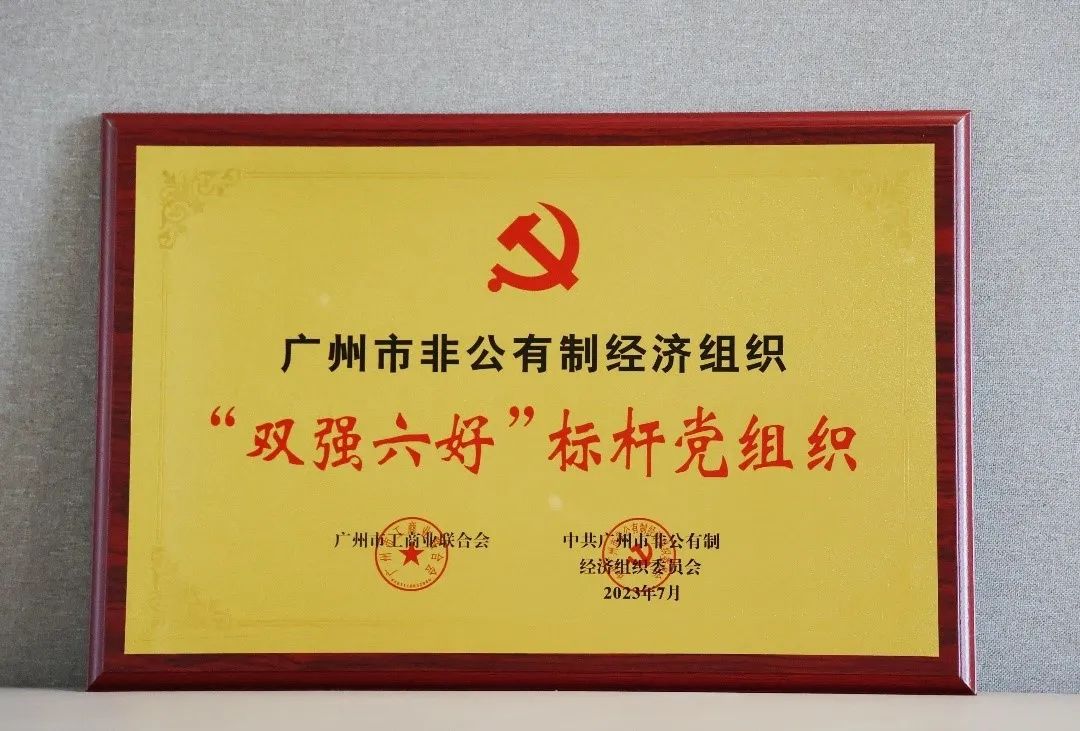 广州市非公有制经济组织
“双强六好”标杆党组织
广州市工商业联合会
中共广州市非公有制
经济组织委员会
2023年7月